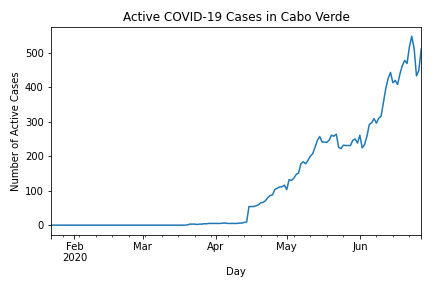 Active COVID-19 Cases in Cabo Verde
Number of Active Cases
500
400
300
200
100
0
Feb
2020
Mar
Apr
May
Jun
Day